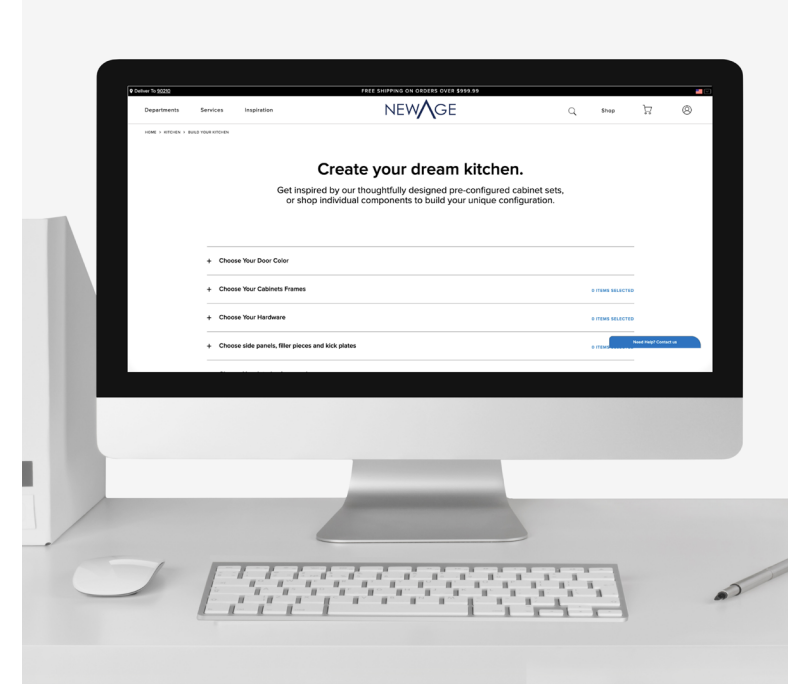 Deliver To 90210
FREE SHIPPING ON ORDERS OVER $999.99
Departments Services Inspiration
NEWAGE
Shop
HOME > KITCHEN > BUILD YOUR KITCHEN
Create your dream kitchen.
Get inspired by our thoughtfully designed pre-configured cabinet sets,
or shop individual components to build your unique configuration.
+ Choose Your Door Color
+ Choose Your Cabinets Frames
0 ITEMS SELECTED
+ Choose Your Hardware
0 ITEMS SELECTED
+ Choose side panels, filler pieces and kick plates
0 ITEMS
Need Help? Contact us